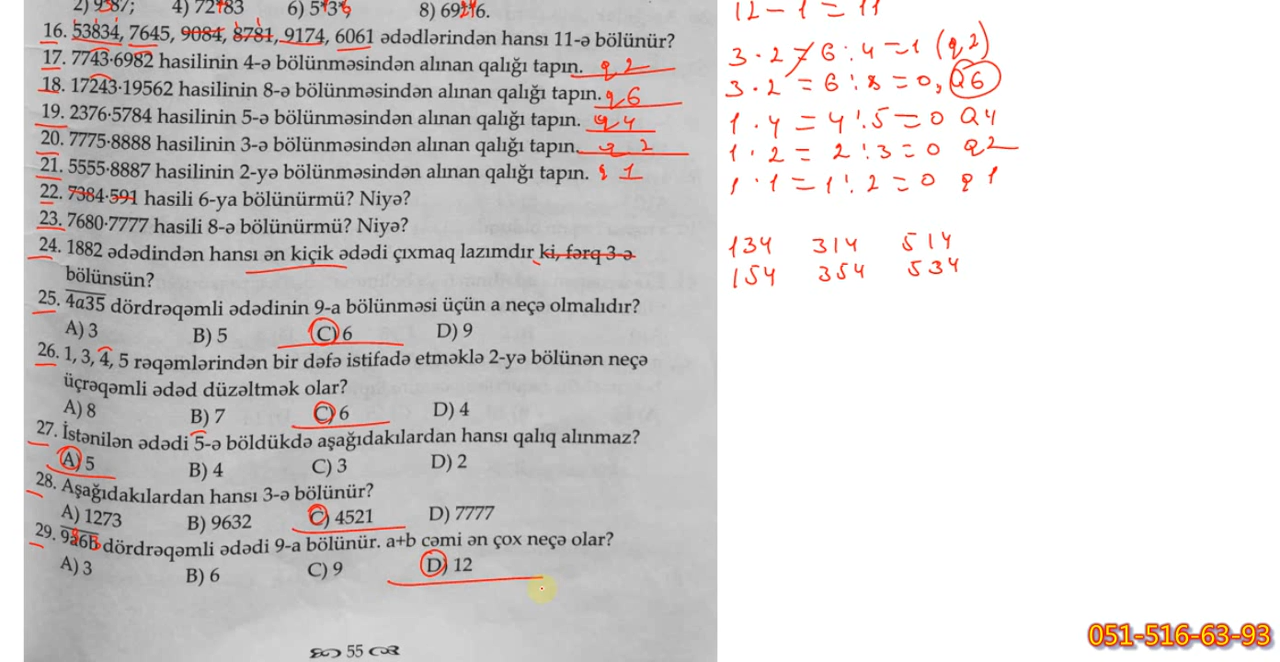 4) 72183
8) 69216.
16. 53834, 7645, 9084, 8781, 9174, 6061 ədədlərindən hansı 11-ə bölünür?
17. 7743·6982 hasilinin 4-ə bölünməsindən alınan qalığı tapın. q 2
18. 17243·19562 hasilinin 8-ə bölünməsindən alınan qalığı tapın. q 6
19. 2376·5784 hasilinin 5-ə bölünməsindən alınan qalığı tapın. q 4
20. 7775·8888 hasilinin 3-ə bölünməsindən alınan qalığı tapın. q 2
21. 5555·8887 hasilinin 2-yə bölünməsindən alınan qalığı tapın. q 1
22. 7384·591 hasili 6-ya bölünürmü? Niyə?
23. 7680·7777 hasili 8-ə bölünürmü? Niyə?
24. 1882 ədədindən hansı ən kiçik ədədi çıxmaq lazımdır ki, fərq 3-ə
bölünsün?
25. 4a35 dördrəqəmli ədədinin 9-a bölünməsi üçün a neçə olmalıdır?
A) 3 B) 5 C) 6 D) 9
26. 1, 3, 4, 5 rəqəmlərindən bir dəfə istifadə etməklə 2-yə bölünən neçə
üçrəqəmli ədəd düzəltmək olar?
A) 8 B) 7 C) 6 D) 4
27. İstənilən ədədi 5-ə böldükdə aşağıdakılardan hansı qalıq alınmaz?
A) 5 B) 4 C) 3 D) 2
28. Aşağıdakılardan hansı 3-ə bölünür?
A) 1273 B) 9632 C) 4521 D) 7777
29. 9a6b dördrəqəmli ədədi 9-a bölünür. a+b cəmi ən çox neçə olar?
A) 3 B) 6 C) 9 D) 12
55
12 - 1 = 11
3 · 2 = 6 : 4 = 1 (q 2)
3 · 2 = 6 : 8 = 0, Q6
1 · 4 = 4 : 5 = 0 Q4
1 · 2 = 2 : 3 = 0 Q2
1 · 1 = 1 : 2 = 0 q 1
134 314 514
154 354 534
051-516-63-93